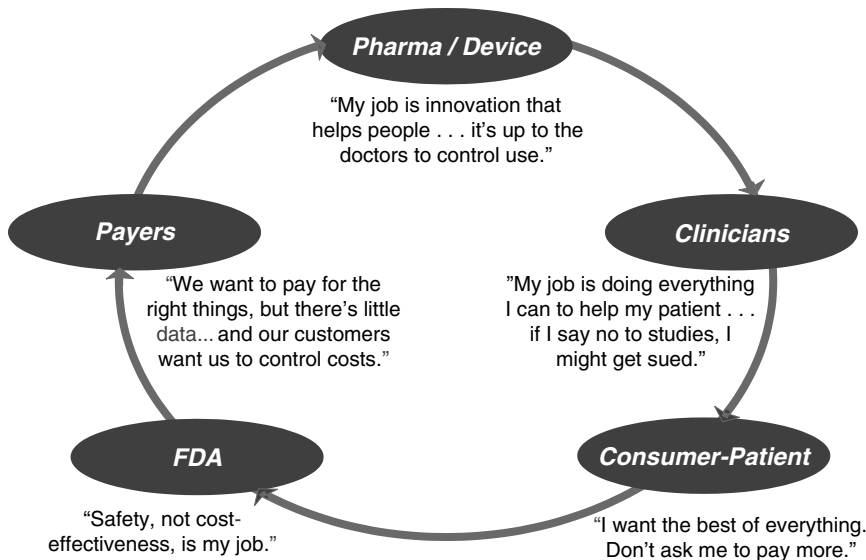 Pharma / Device
“My job is innovation that
helps people . . . it’s up to the
doctors to control use.”
Clinicians
”My job is doing everything
I can to help my patient . . .
if I say no to studies, I
might get sued.”
Consumer-Patient
“I want the best of everything.
Don’t ask me to pay more.”
FDA
“Safety, not cost-
effectiveness, is my job.”
Payers
“We want to pay for the
right things, but there’s little
data... and our customers
want us to control costs.”